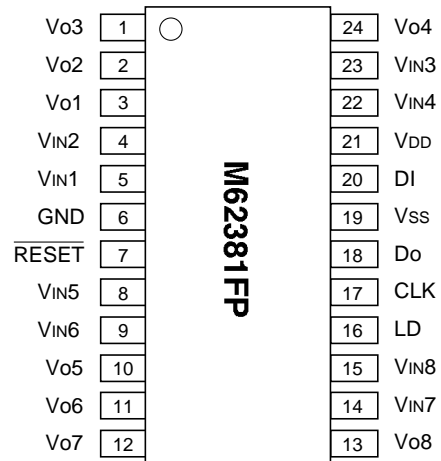 Vo3 1 24 Vo4
Vo2 2 23 VIN3
Vo1 3 22 VIN4
VIN2 4 21 VDD
VIN1 5 20 DI
GND 6 19 VSS
RESET 7 18 Do
VIN5 8 17 CLK
VIN6 9 16 LD
Vo5 10 15 VIN8
Vo6 11 14 VIN7
Vo7 12 13 Vo8
M62381FP